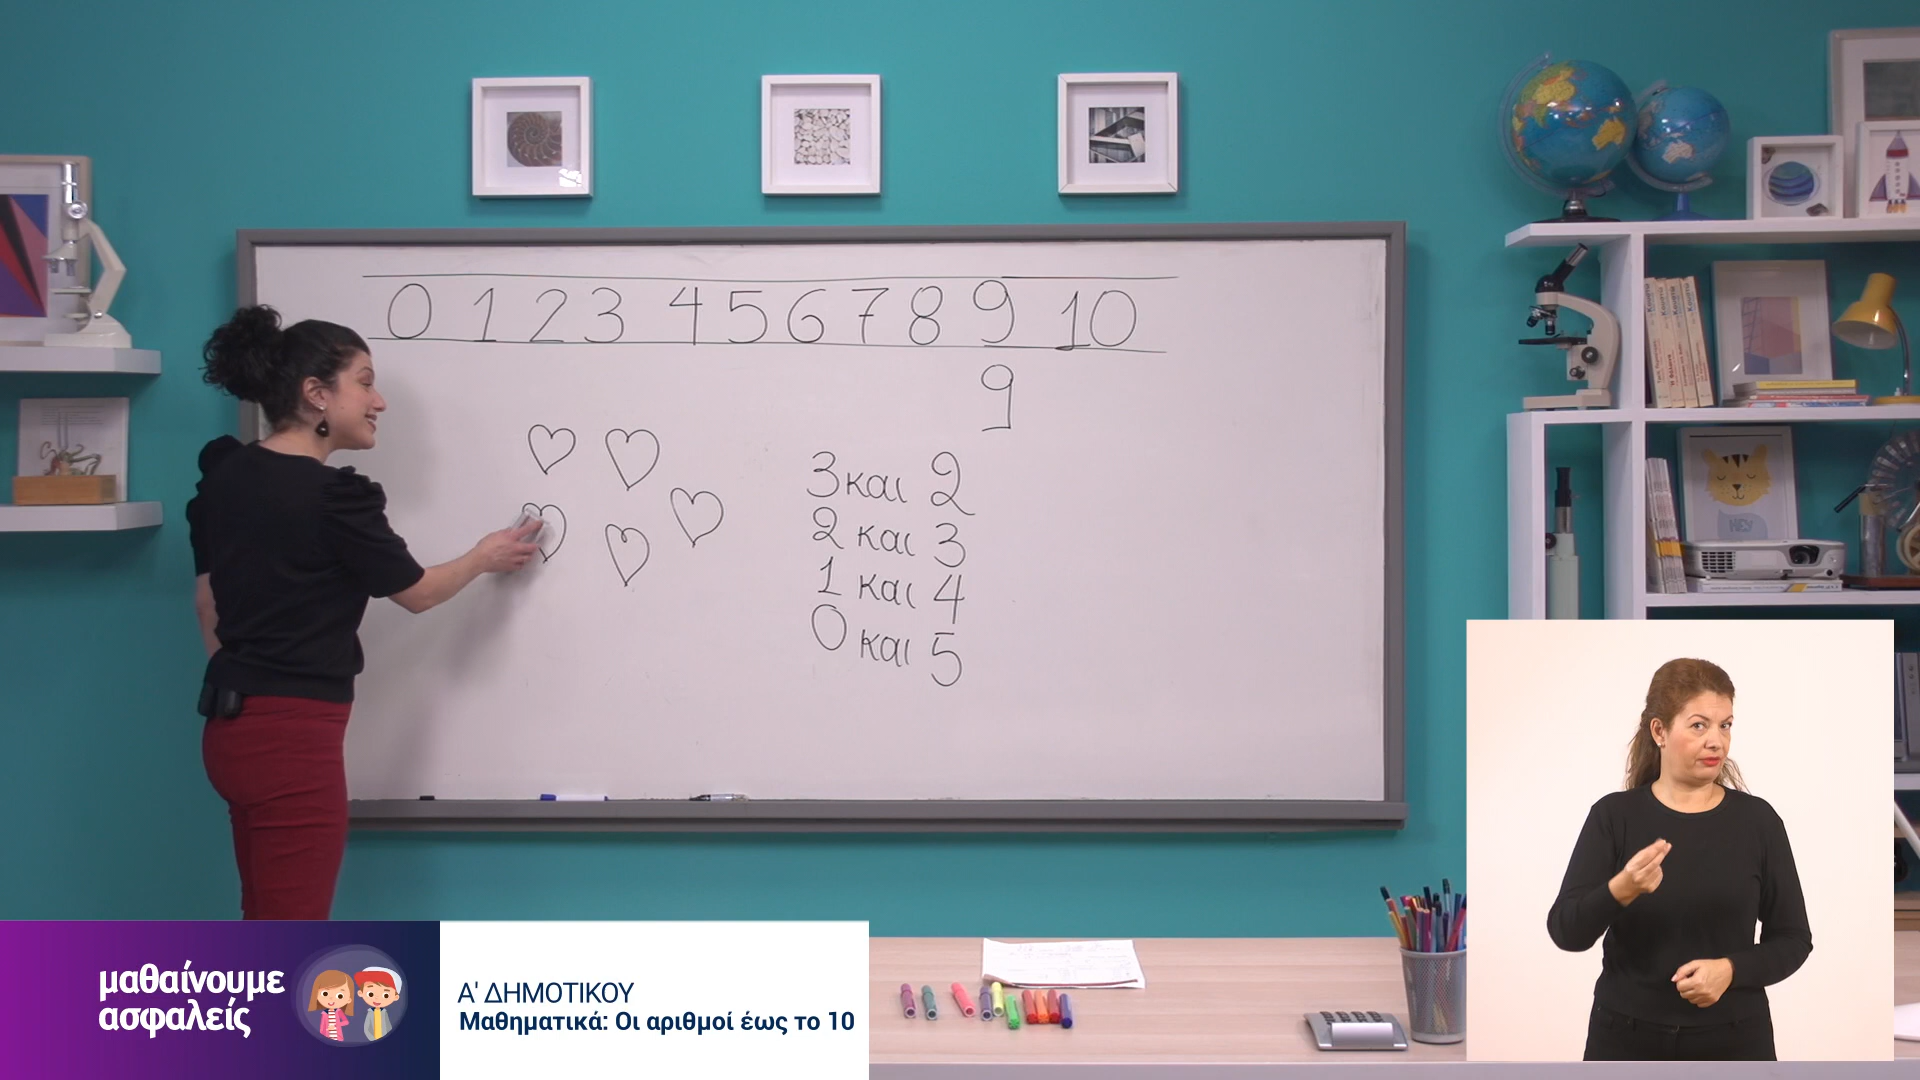 0 1 2 3 4 5 6 7 8 9 10
9
3 και 2
2 και 3
1 και 4
0 και 5
HEY
μαθαίνουμε
ασφαλείς
Α' ΔΗΜΟΤΙΚΟΥ
Μαθηματικά: Οι αριθμοί έως το 10